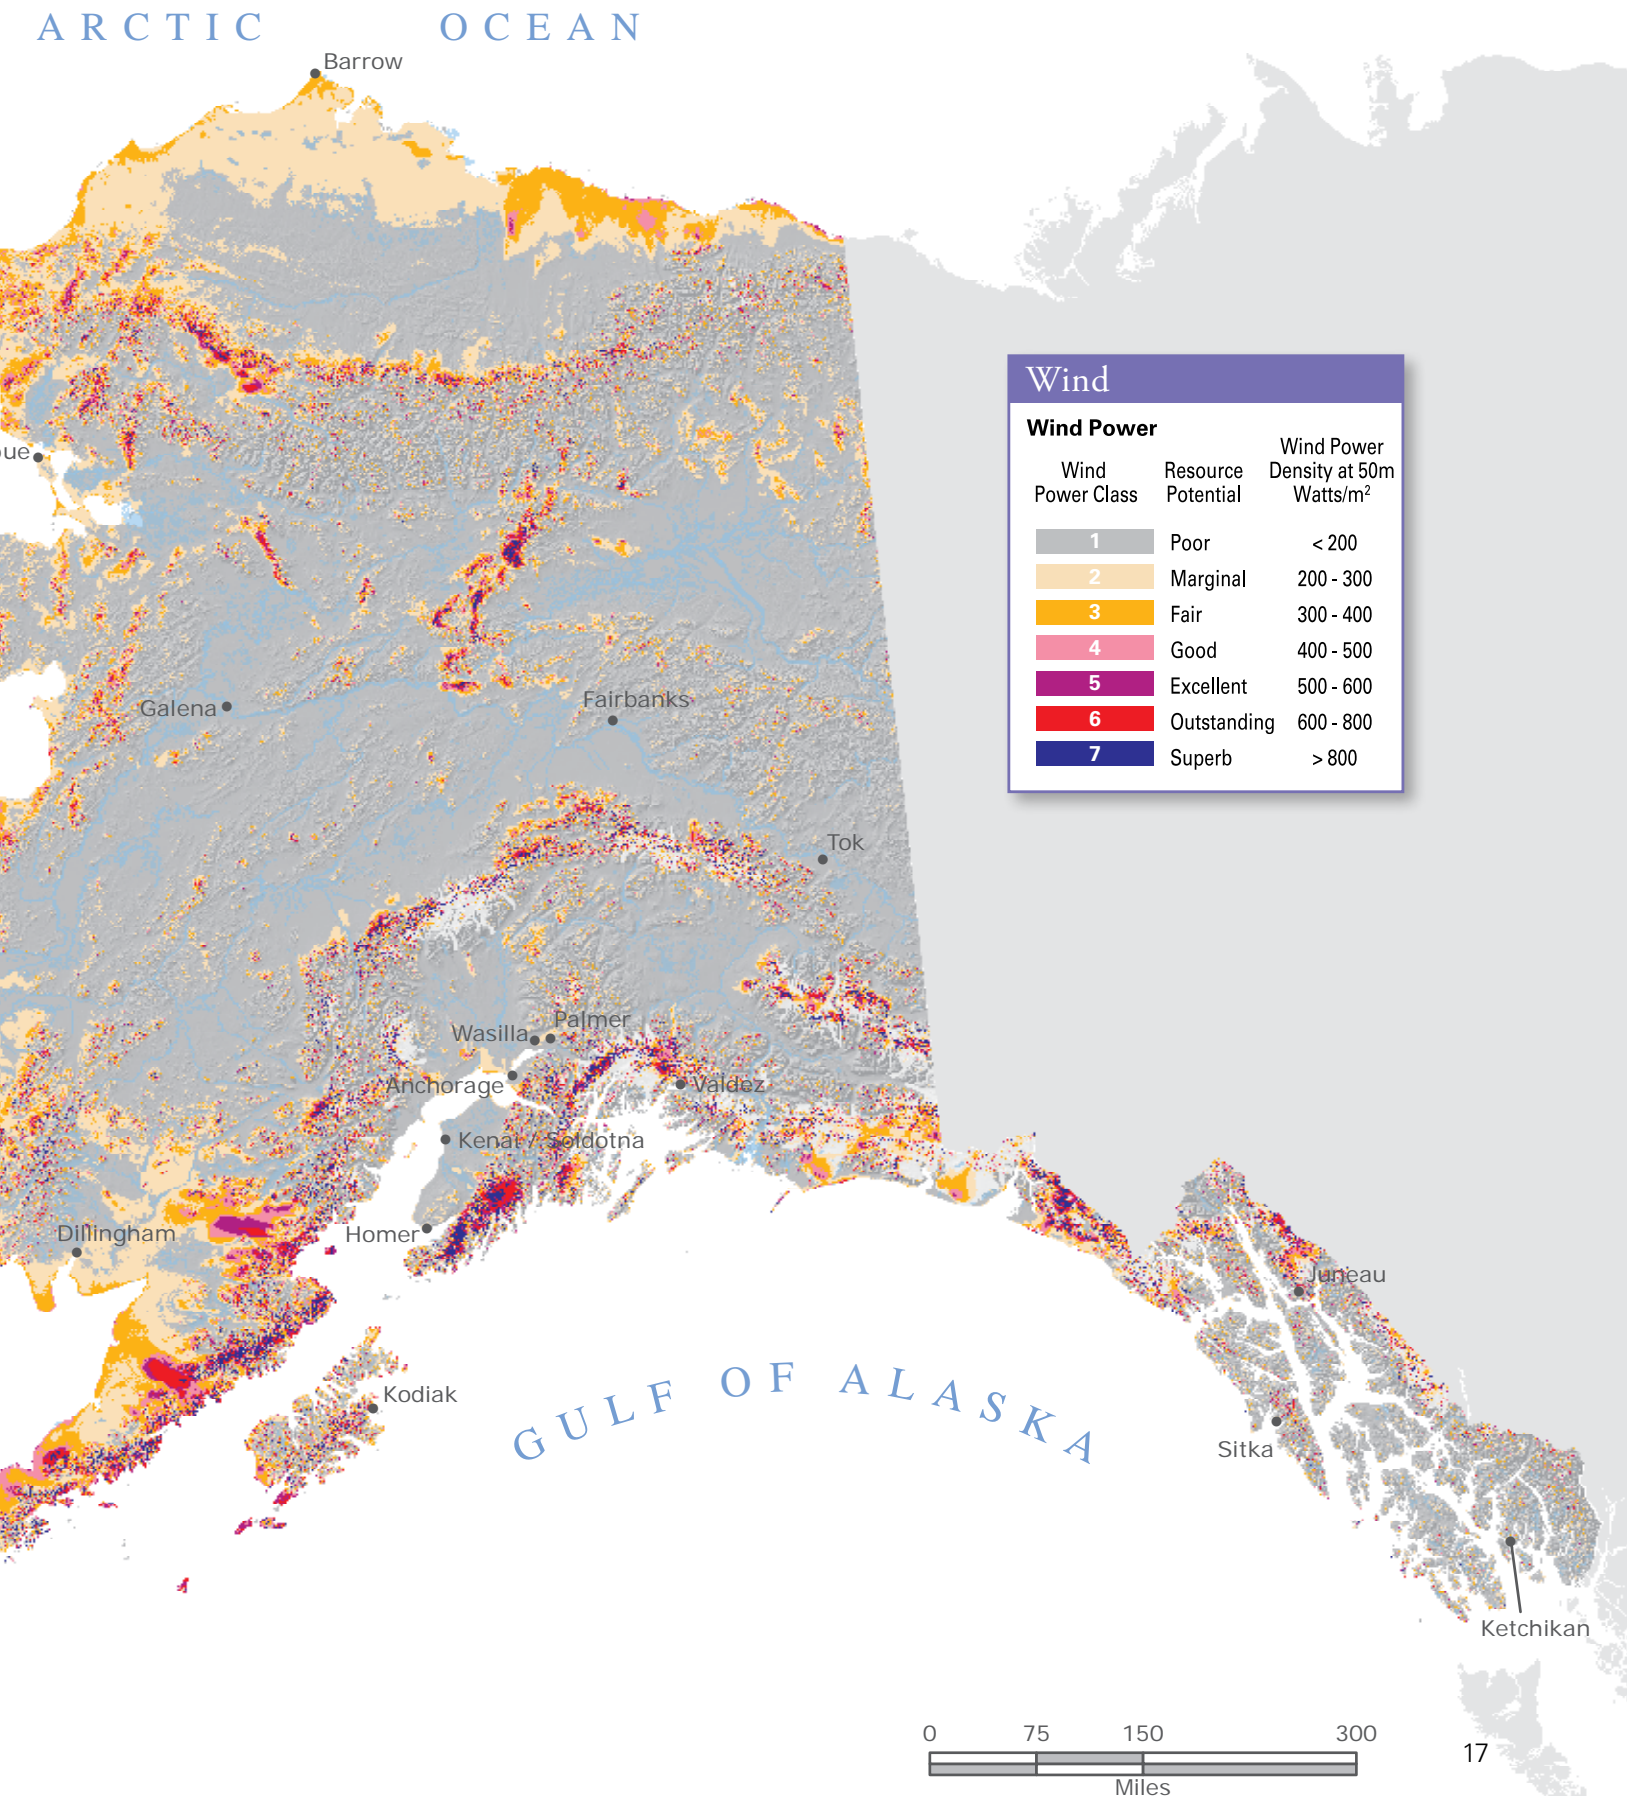 ARCTIC OCEAN
Barrow
Wind
Wind Power
Wind Power Class
Resource Potential
Wind Power Density at 50m Watts/m²
1 Poor < 200
2 Marginal 200 - 300
3 Fair 300 - 400
4 Good 400 - 500
5 Excellent 500 - 600
6 Outstanding 600 - 800
7 Superb > 800
ue
Galena
Fairbanks
Tok
Wasilla
Palmer
Anchorage
Valdez
Kenai / Soldotna
Dillingham
Homer
Juneau
Kodiak
GULF OF ALASKA
Sitka
Ketchikan
0 75 150 300
Miles
17